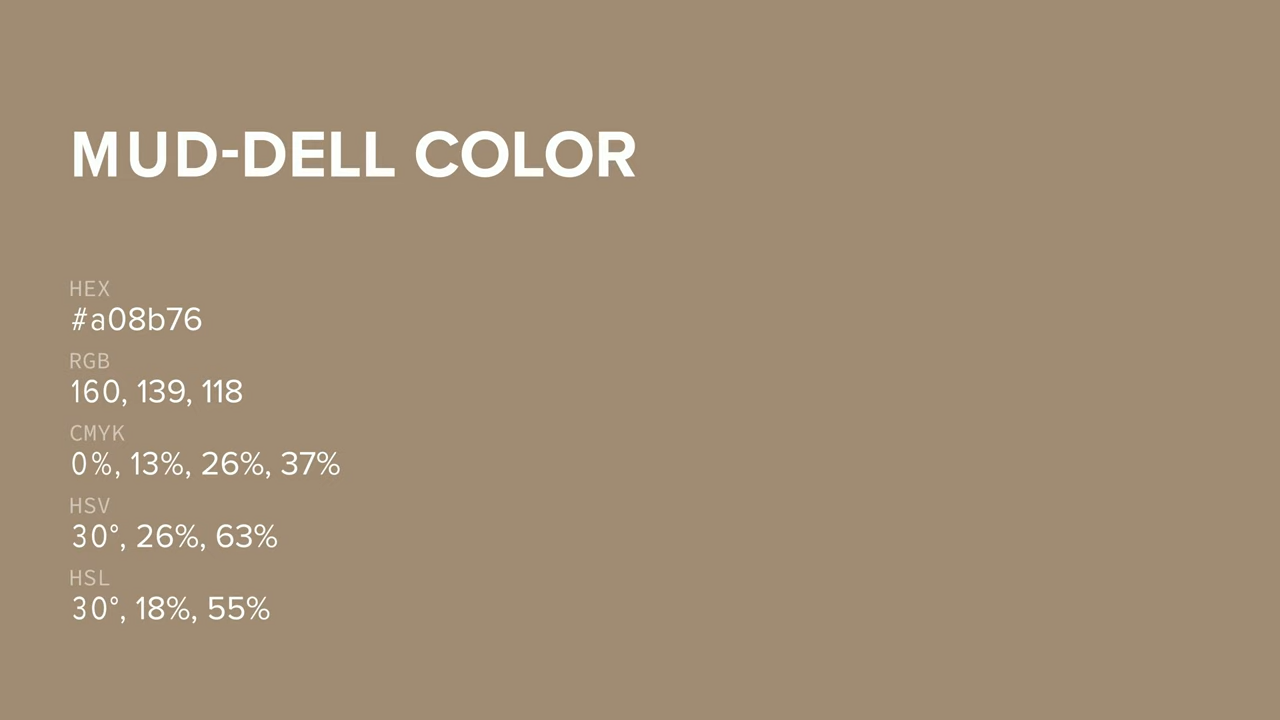 MUD-DELL COLOR
HEX
#a08b76
RGB
160, 139, 118
CMYK
0%, 13%, 26%, 37%
HSV
30°, 26%, 63%
HSL
30°, 18%, 55%